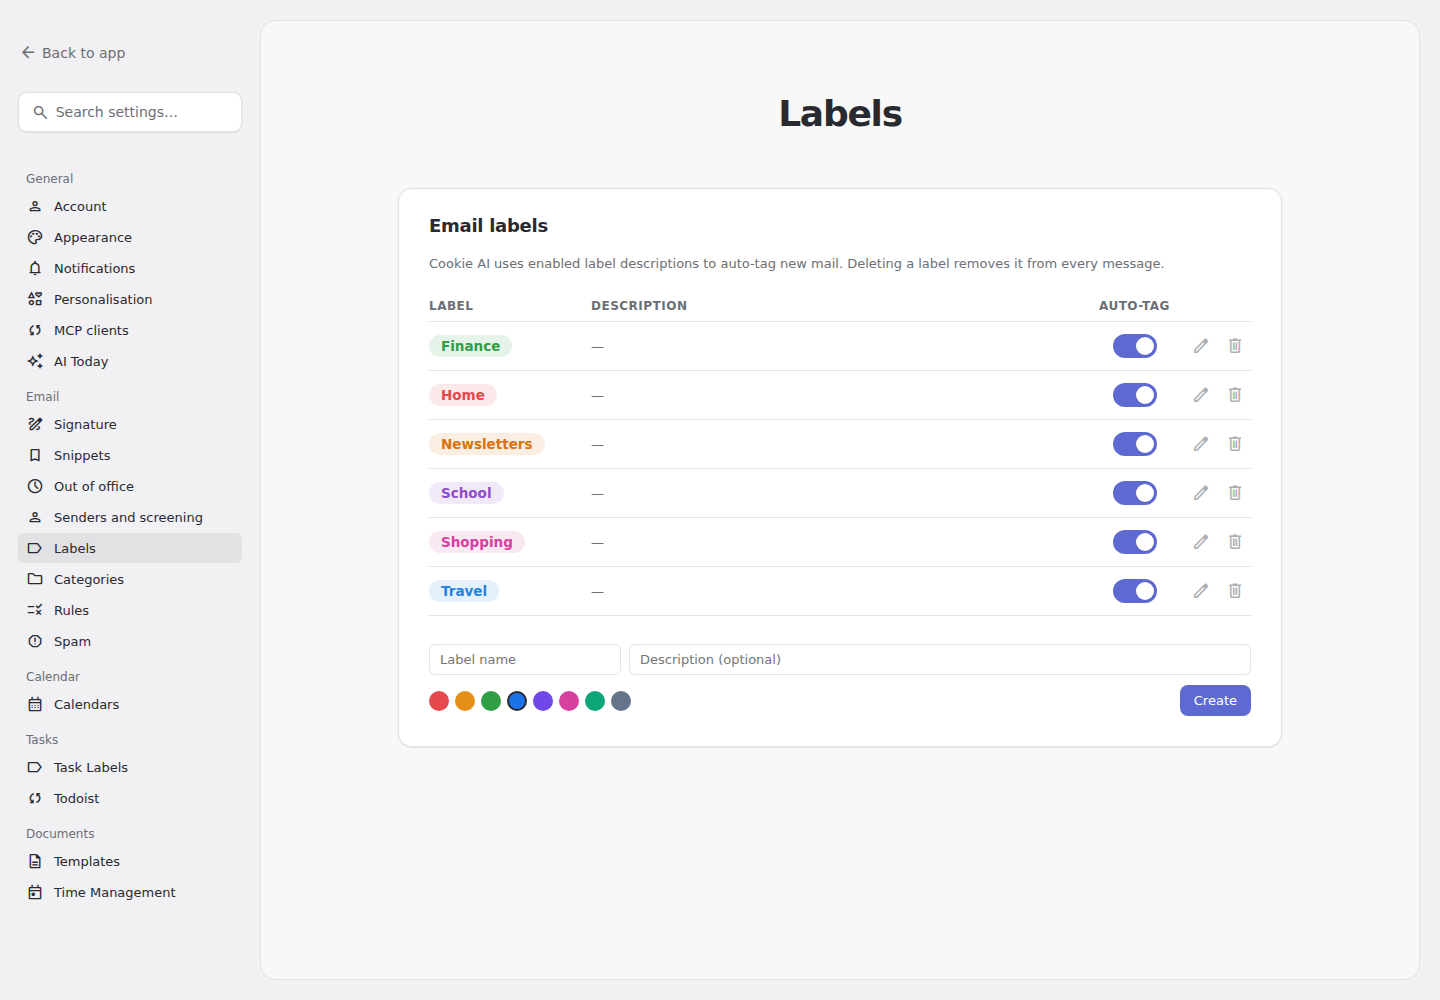 Back to app
Search settings...
General
Account
Appearance
Notifications
Personalisation
MCP clients
AI Today
Email
Signature
Snippets
Out of office
Senders and screening
Labels
Categories
Rules
Spam
Calendar
Calendars
Tasks
Task Labels
Todoist
Documents
Templates
Time Management
Labels
Email labels
Cookie AI uses enabled label descriptions to auto-tag new mail. Deleting a label removes it from every message.
LABEL DESCRIPTION AUTO-TAG
Finance —
Home —
Newsletters —
School —
Shopping —
Travel —
Label name Description (optional)
Create